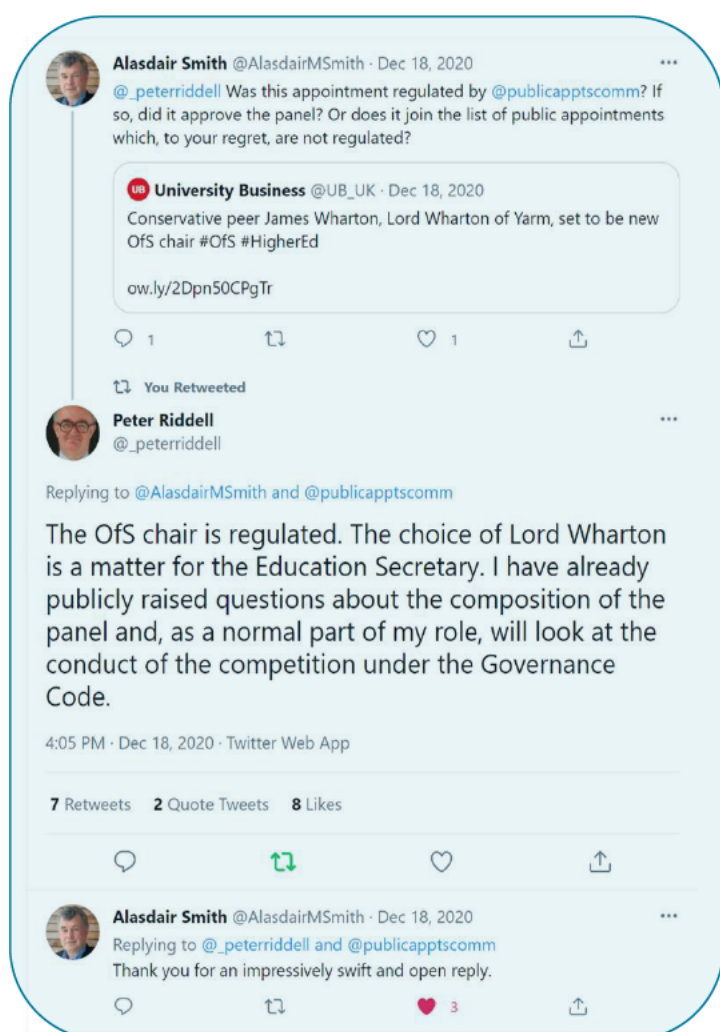 Alasdair Smith @AlasdairMSmith · Dec 18, 2020
@_peterriddell Was this appointment regulated by @publicapptscomm? If
so, did it approve the panel? Or does it join the list of public appointments
which, to your regret, are not regulated?
UB University Business @UB_UK · Dec 18, 2020
Conservative peer James Wharton, Lord Wharton of Yarm, set to be new
OfS chair #OfS #HigherEd
ow.ly/2Dpn50CPgTr
1 1
You Retweeted
Peter Riddell
@_peterriddell
Replying to @AlasdairMSmith and @publicapptscomm
The OfS chair is regulated. The choice of Lord Wharton
is a matter for the Education Secretary. I have already
publicly raised questions about the composition of the
panel and, as a normal part of my role, will look at the
conduct of the competition under the Governance
Code.
4:05 PM · Dec 18, 2020 · Twitter Web App
7 Retweets 2 Quote Tweets 8 Likes
Alasdair Smith @AlasdairMSmith · Dec 18, 2020
Replying to @_peterriddell and @publicapptscomm
Thank you for an impressively swift and open reply.
3